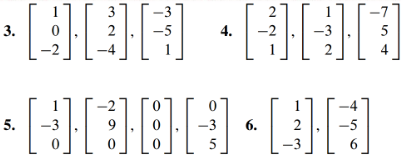 3. [1 0 -2], [3 2 -4], [-3 -5 1]
4. [2 -2 1], [1 -3 2], [-7 5 4]
5. [1 -3 0], [-2 9 0], [0 0 0], [0 -3 5]
6. [1 2 -3], [-4 -5 6]